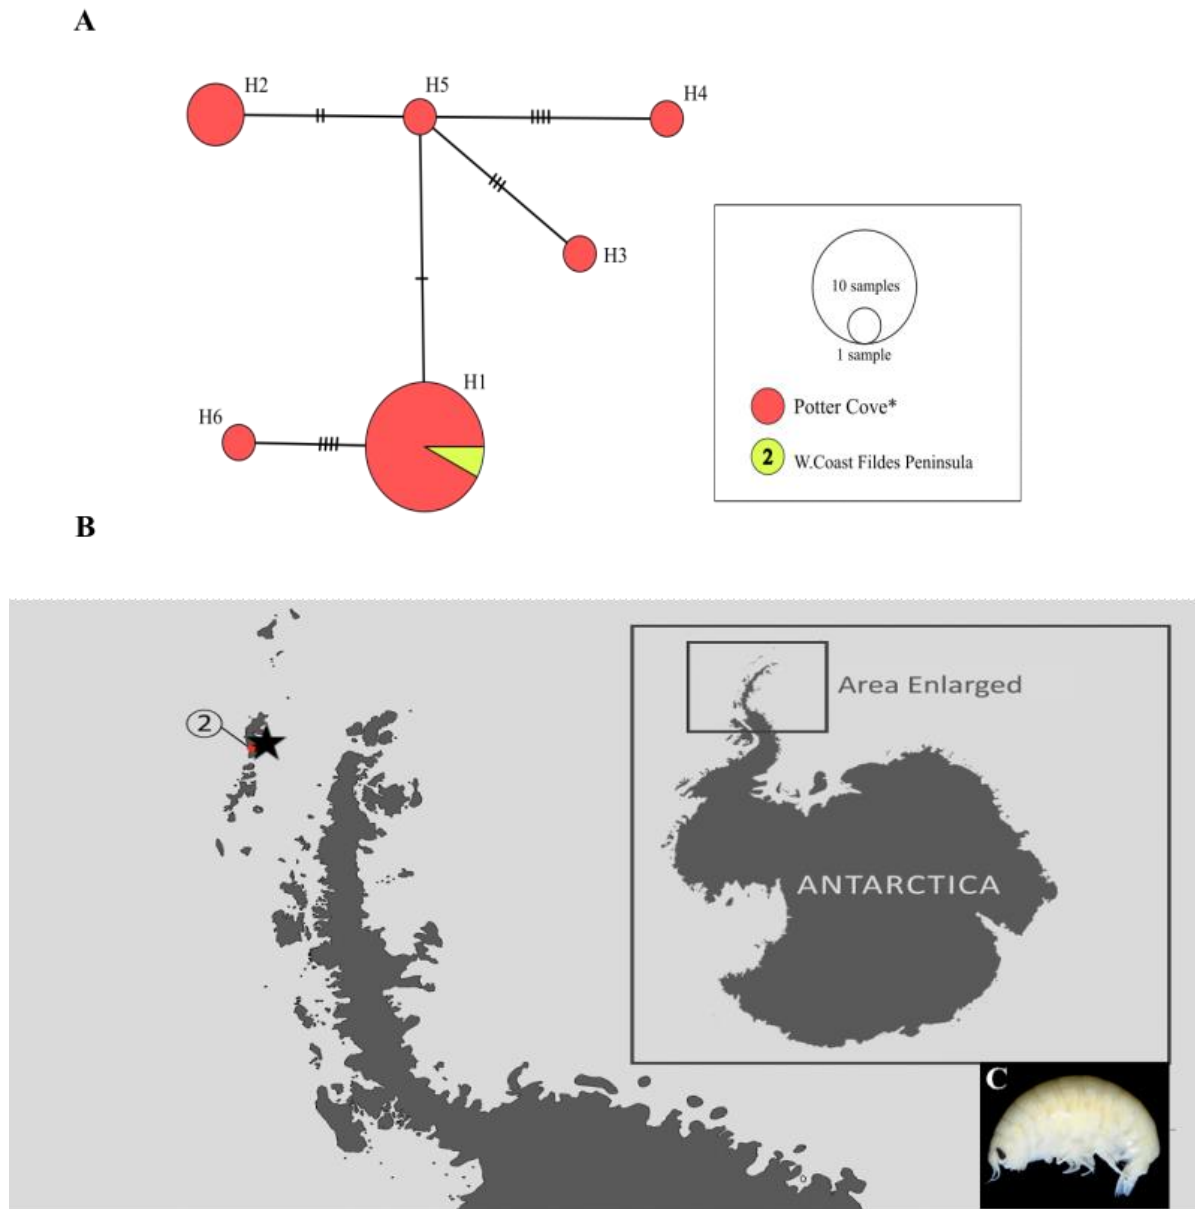 A
H2
H5
H4
H3
H1
H6
10 samples
1 sample
Potter Cove*
2 W.Coast Fildes Peninsula
B
2
Area Enlarged
ANTARCTICA
C